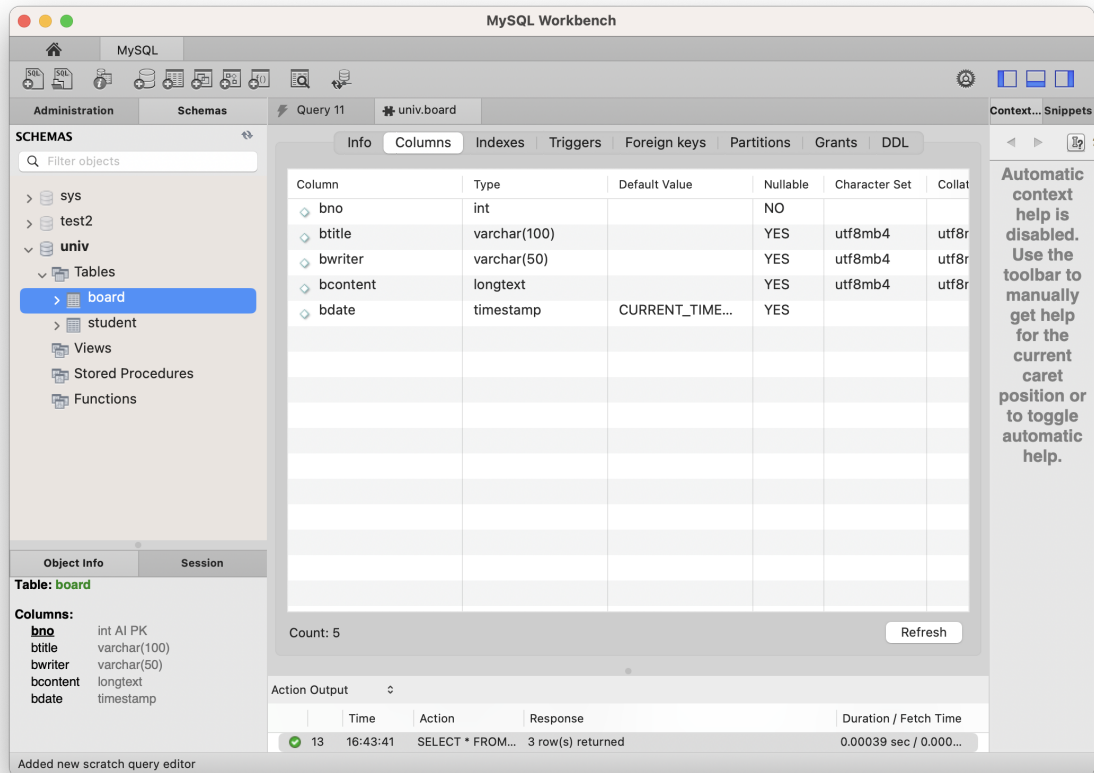 MySQL Workbench
MySQL
SQL SQL
Administration Schemas Query 11 univ.board Context... Snippets
SCHEMAS
Filter objects
Info Columns Indexes Triggers Foreign keys Partitions Grants DDL
sys
test2
univ
Tables
board
student
Views
Stored Procedures
Functions
Column Type Default Value Nullable Character Set Collat
bno int NO
btitle varchar(100) YES utf8mb4 utf8r
bwriter varchar(50) YES utf8mb4 utf8r
bcontent longtext YES utf8mb4 utf8r
bdate timestamp CURRENT_TIME... YES
Count: 5 Refresh
Automatic
context
help is
disabled.
Use the
toolbar to
manually
get help
for the
current
caret
position or
to toggle
automatic
help.
Object Info Session
Table: board
Columns:
bno int AI PK
btitle varchar(100)
bwriter varchar(50)
bcontent longtext
bdate timestamp
Action Output
Time Action Response Duration / Fetch Time
13 16:43:41 SELECT * FROM... 3 row(s) returned 0.00039 sec / 0.000...
Added new scratch query editor